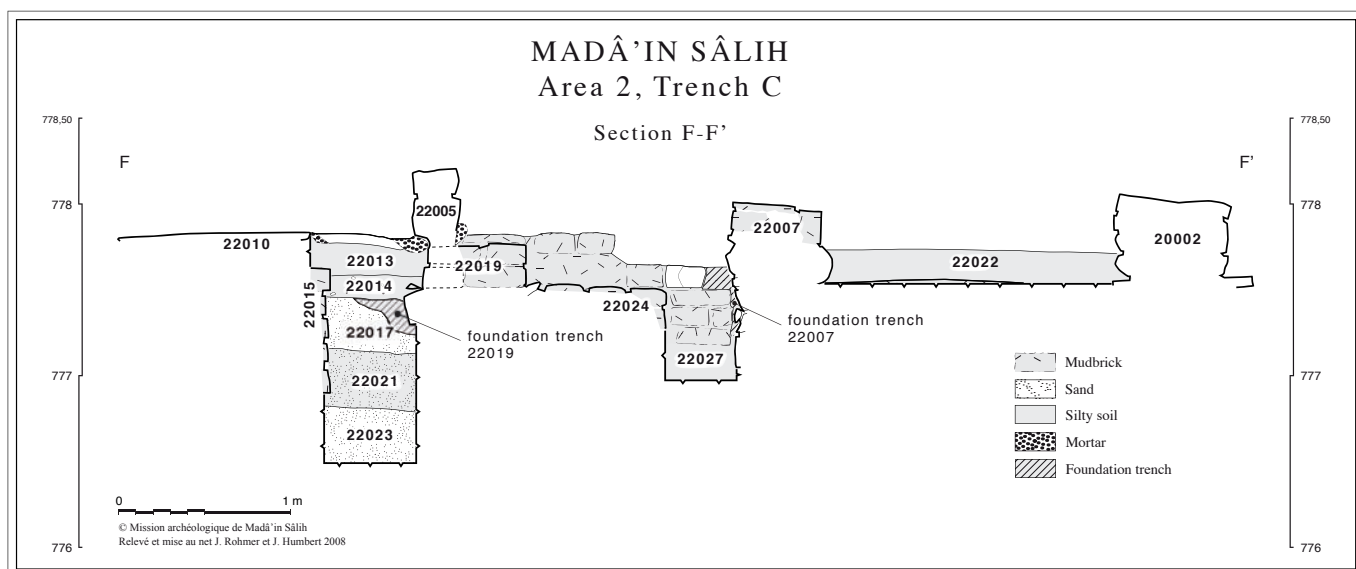 MADÂ’IN SÂLIH
Area 2, Trench C
Section F-F’
778,50
778,50
F
F’
778
778
22005
22007
20002
22010
22013
22019
22022
22014
22015
22024
22017
foundation trench
22019
foundation trench
22007
22027
777
777
22021
22023
Mudbrick
Sand
Silty soil
Mortar
Foundation trench
0
1 m
© Mission archéologique de Madâ’in Sâlih
Relevé et mise au net J. Rohmer et J. Humbert 2008
776
776